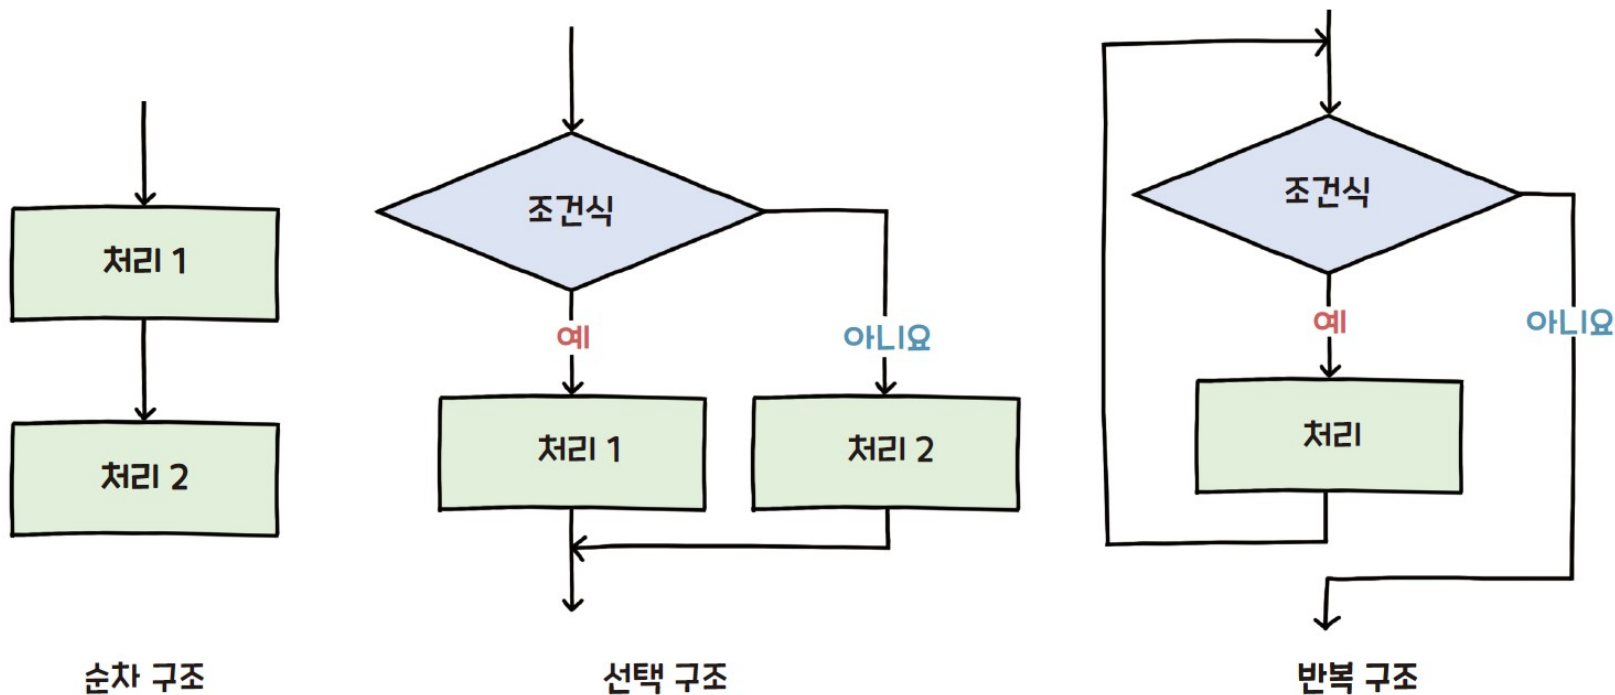 처리 1
처리 2
순차 구조
조건식
예
아니요
처리 1
처리 2
선택 구조
조건식
예
아니요
처리
반복 구조